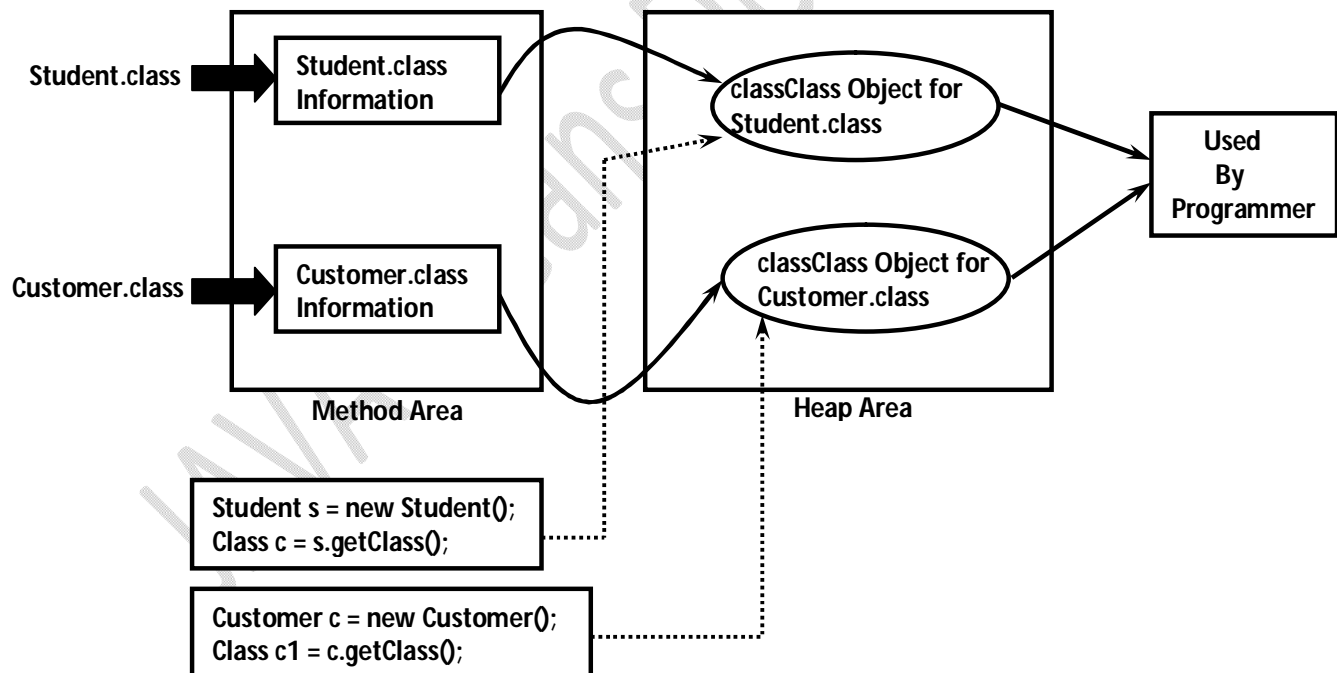 Student.class
Student.class
Information
classClass Object for
Student.class
Used
By
Programmer
Customer.class
Customer.class
Information
classClass Object for
Customer.class
Method Area
Heap Area
Student s = new Student();
Class c = s.getClass();
Customer c = new Customer();
Class c1 = c.getClass();
JAVA